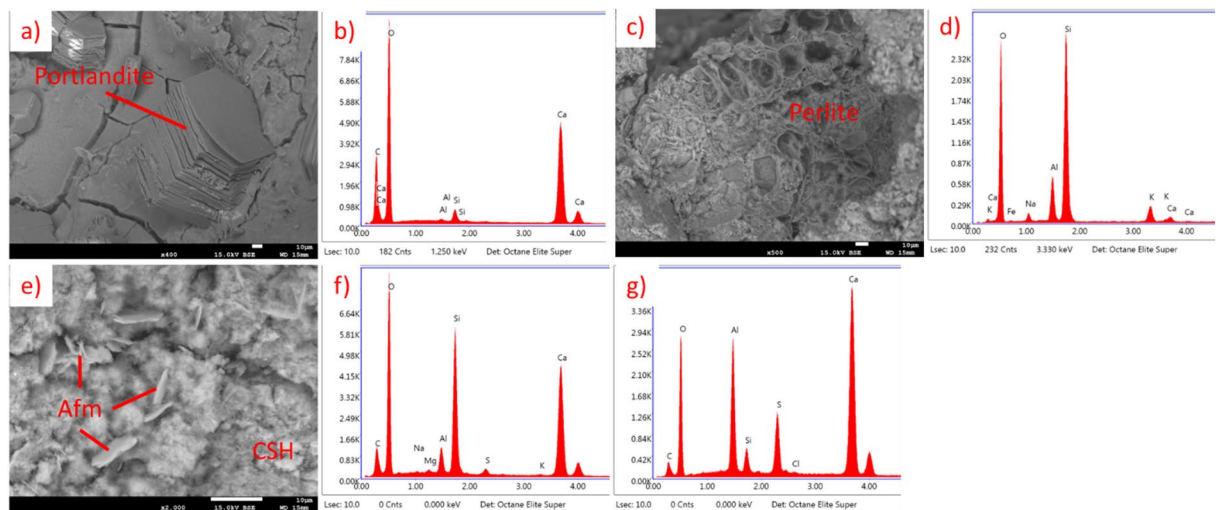 a)
Portlandite
10µm
x400 15.0kV BSE WD 15mm
b)
7.84K
6.86K
5.88K
4.90K
3.92K
2.94K
1.96K
0.98K
0.00K
O
C
Ca
Ca
Al
Al
Si
Si
Ca
Ca
0.00 1.00 2.00 3.00 4.00
Lsec: 10.0 182 Cnts 1.250 keV Det: Octane Elite Super
c)
Perlite
10µm
x500 15.0kV BSE WD 15mm
d)
2.32K
2.03K
1.74K
1.45K
1.16K
0.87K
0.58K
0.29K
0.00K
O
Si
Al
Ca
K
Fe
Na
K
K
Ca
Ca
0.00 1.00 2.00 3.00 4.00
Lsec: 10.0 232 Cnts 3.330 keV Det: Octane Elite Super
e)
Afm
CSH
10µm
x2,000 15.0kV BSE WD 15mm
f)
6.64K
5.81K
4.98K
4.15K
3.32K
2.49K
1.66K
0.83K
0.00K
O
Si
Ca
C
Na
Mg
Al
S
K
0.00 1.00 2.00 3.00 4.00
Lsec: 10.0 0 Cnts 0.000 keV Det: Octane Elite Super
g)
3.36K
2.94K
2.52K
2.10K
1.68K
1.26K
0.84K
0.42K
0.00K
Ca
O
Al
S
Si
C
Cl
0.00 1.00 2.00 3.00 4.00
Lsec: 10.0 0 Cnts 0.000 keV Det: Octane Elite Super